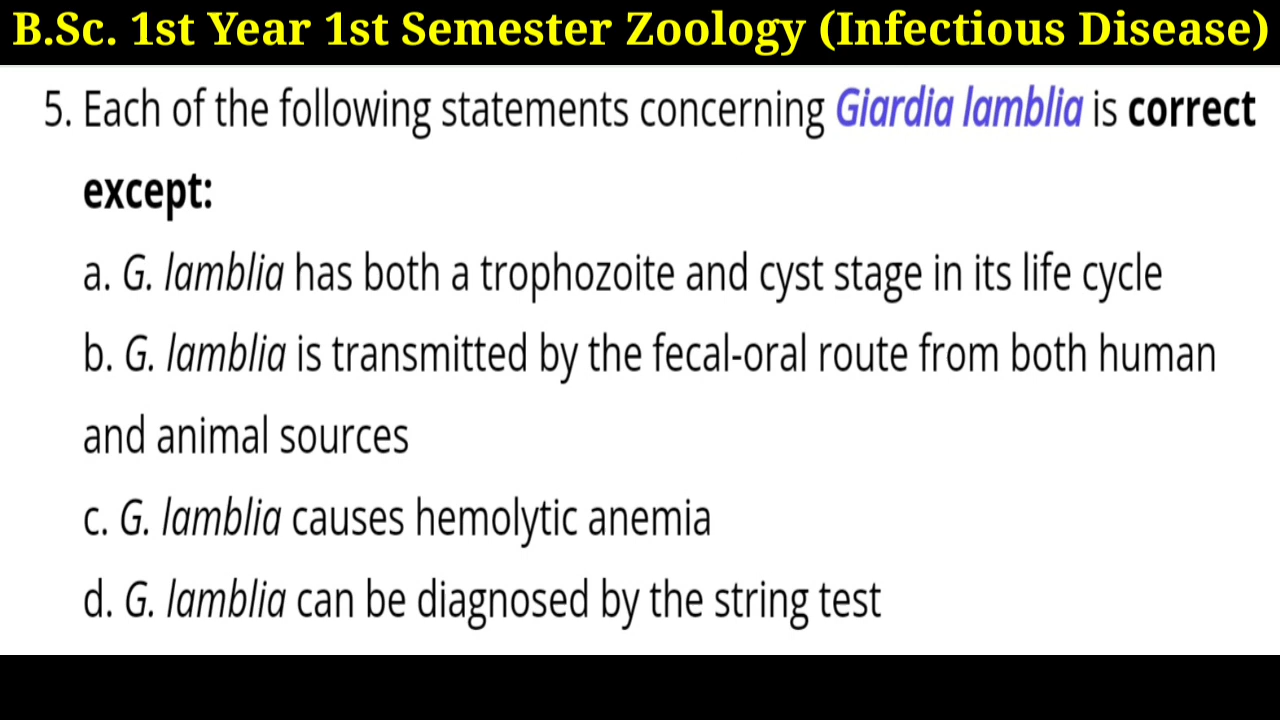 B.Sc. 1st Year 1st Semester Zoology (Infectious Disease)
5. Each of the following statements concerning Giardia lamblia is correct
except:
a. G. lamblia has both a trophozoite and cyst stage in its life cycle
b. G. lamblia is transmitted by the fecal-oral route from both human
and animal sources
c. G. lamblia causes hemolytic anemia
d. G. lamblia can be diagnosed by the string test